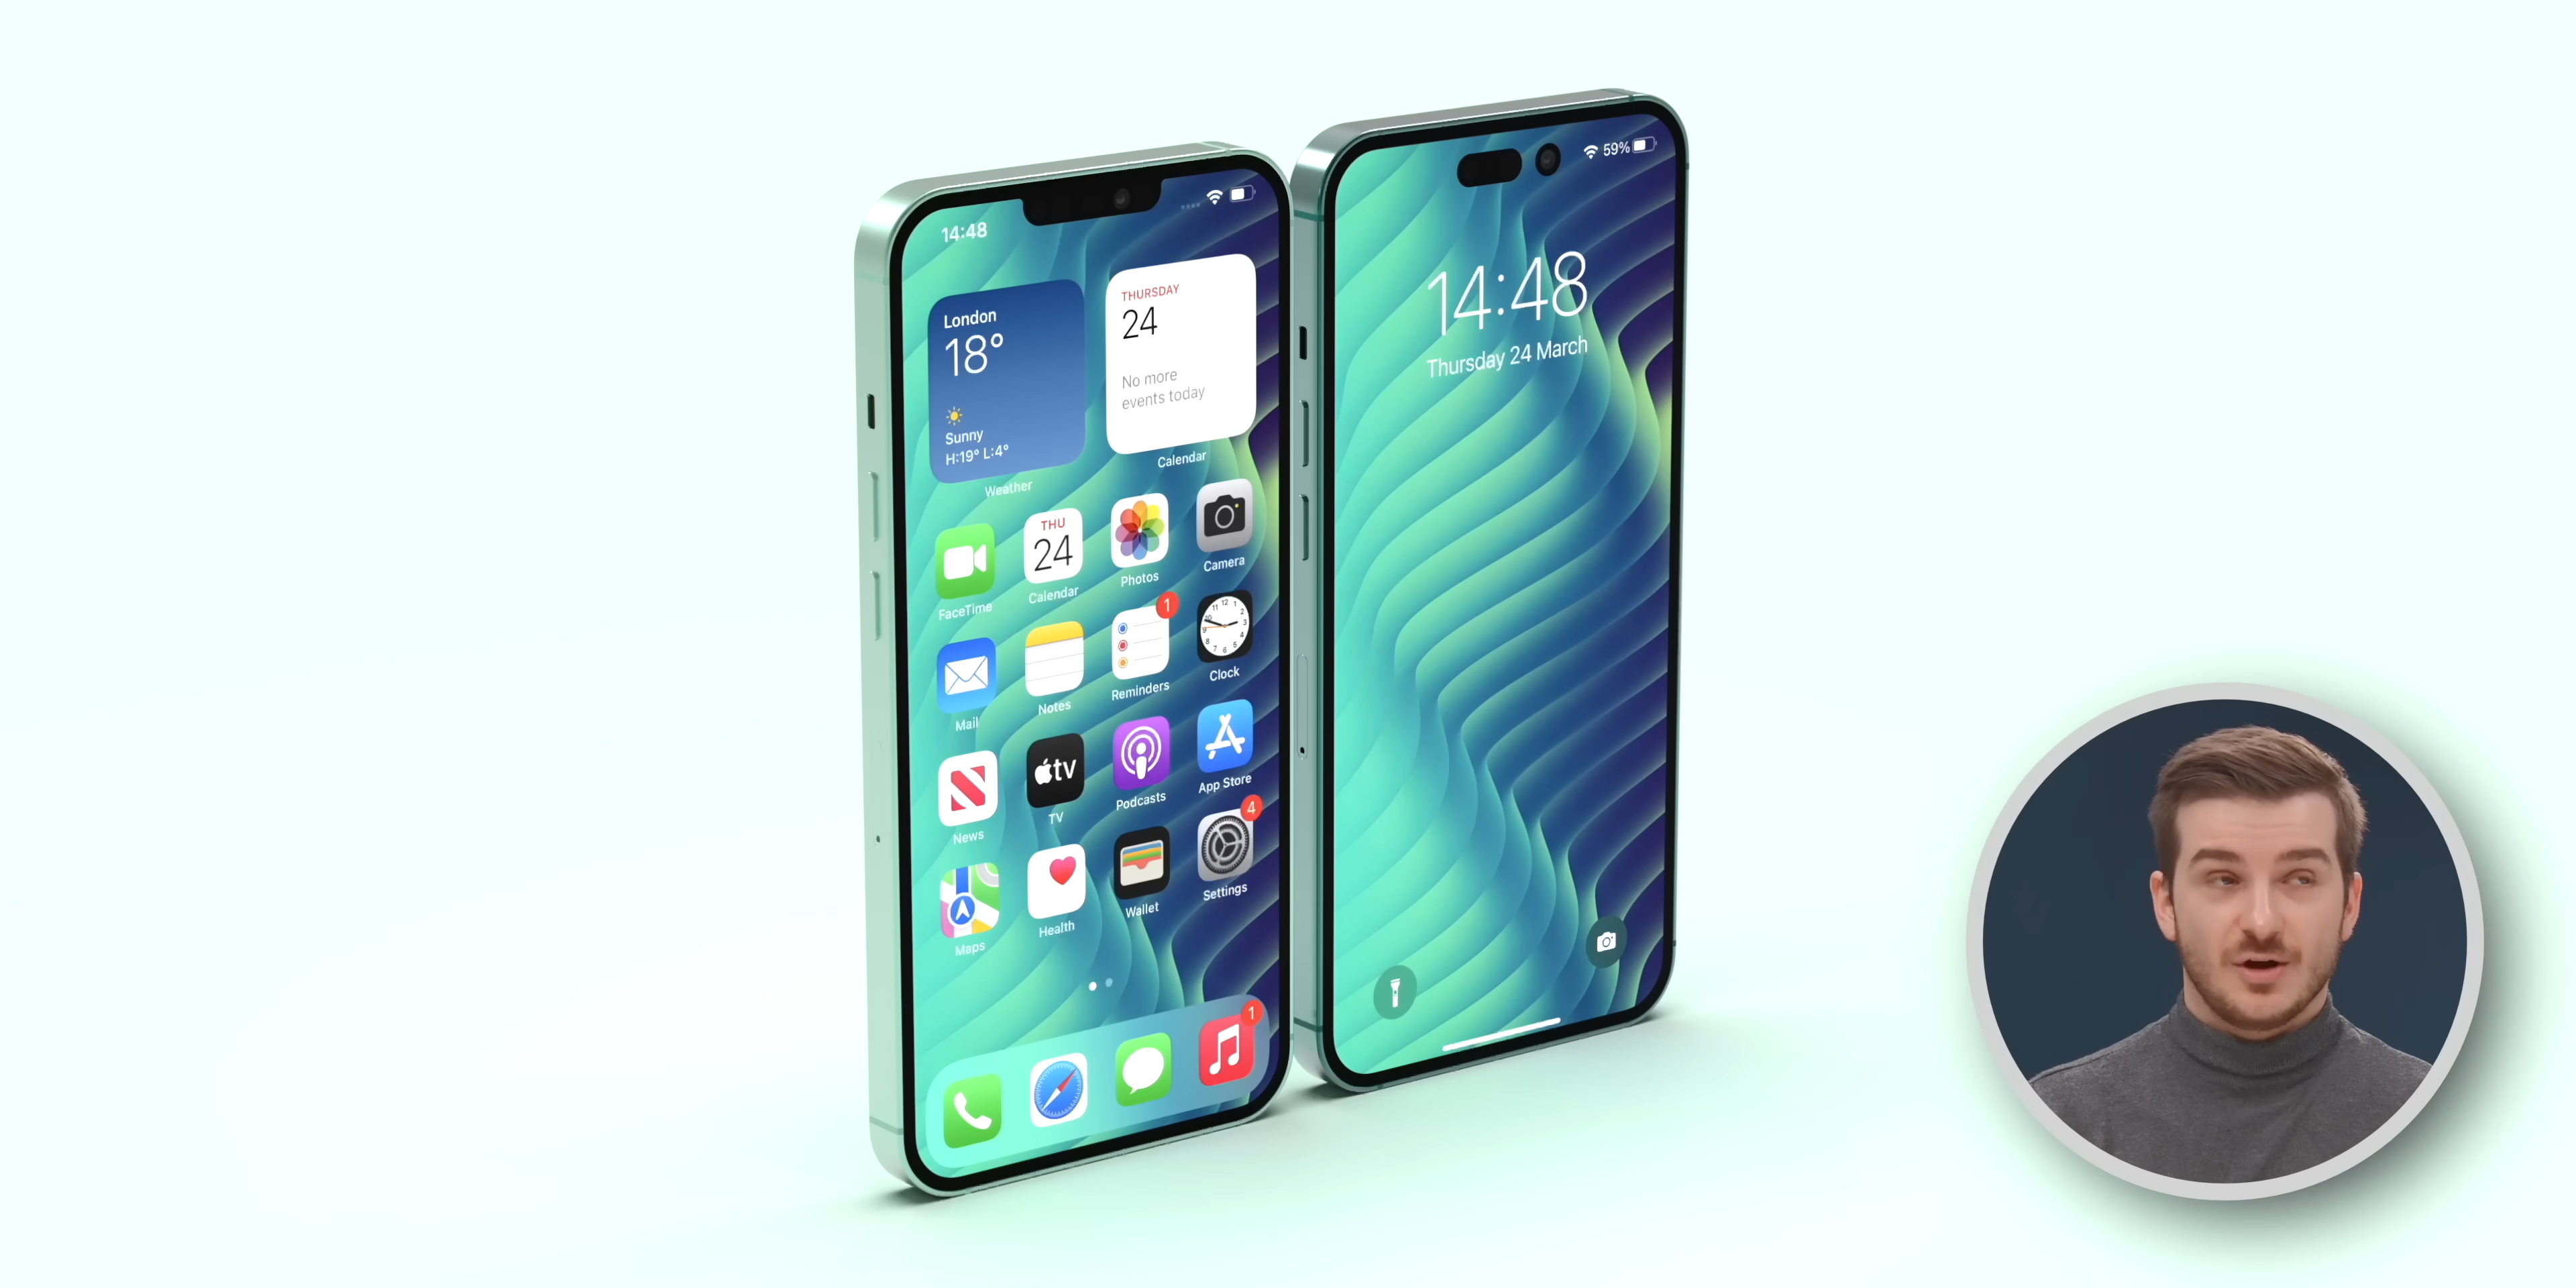 14:48
London
18°
Sunny
H:19° L:4°
Weather
THURSDAY
24
No more
events today
Calendar
FaceTime
THU
24
Calendar
Photos
Camera
Mail
Notes
1
Reminders
Clock
News
tv
TV
Podcasts
App Store
Maps
Health
Wallet
4
Settings
1
59%
14:48
Thursday 24 March